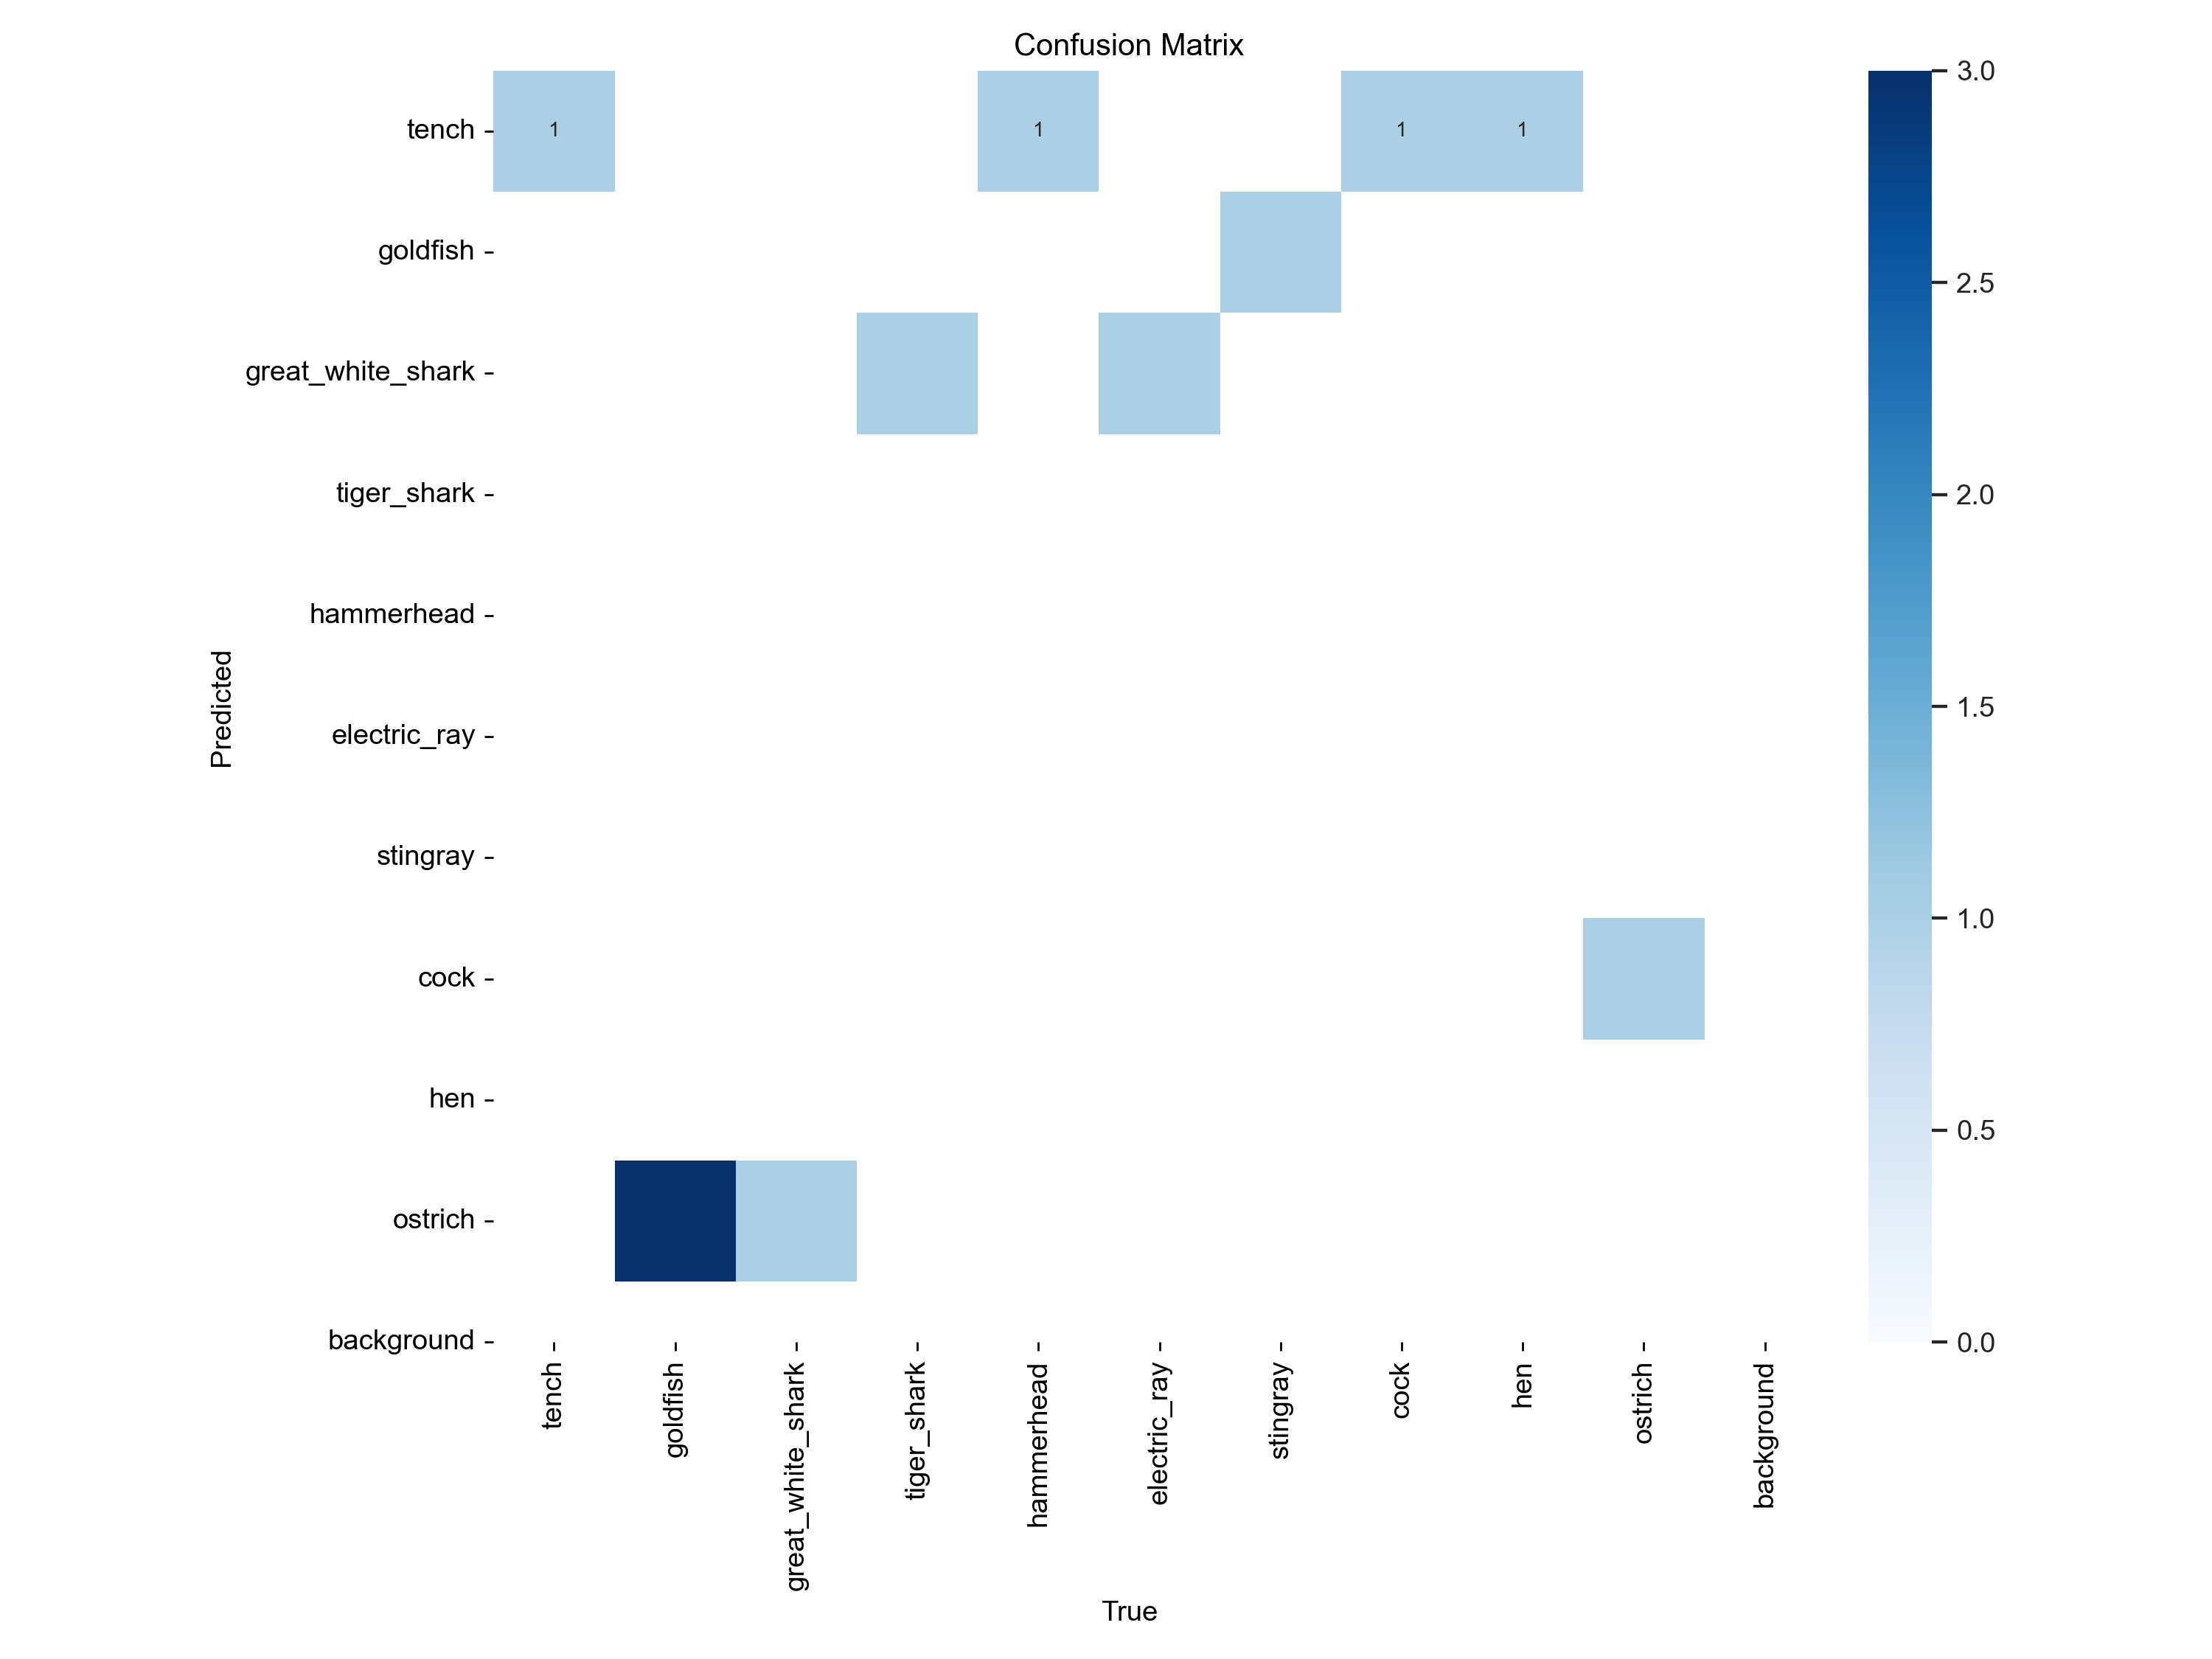 Confusion Matrix
tench
1 1 1 1
goldfish
great_white_shark
tiger_shark
hammerhead
electric_ray
stingray
cock
hen
ostrich
background
Predicted
tench
goldfish
great_white_shark
tiger_shark
hammerhead
electric_ray
stingray
cock
hen
ostrich
background
True
3.0
2.5
2.0
1.5
1.0
0.5
0.0